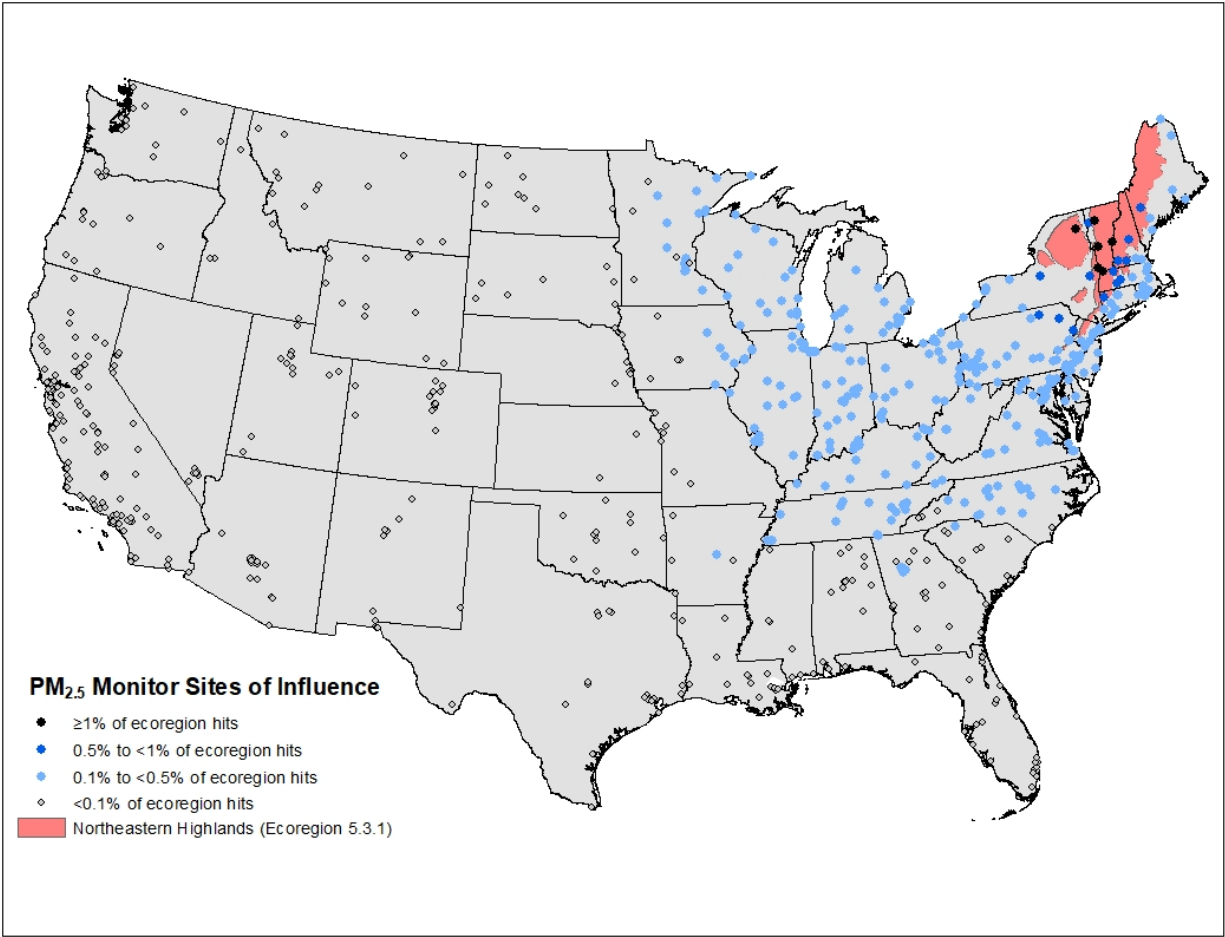 PM2.5 Monitor Sites of Influence
≥1% of ecoregion hits
0.5% to <1% of ecoregion hits
0.1% to <0.5% of ecoregion hits
<0.1% of ecoregion hits
Northeastern Highlands (Ecoregion 5.3.1)